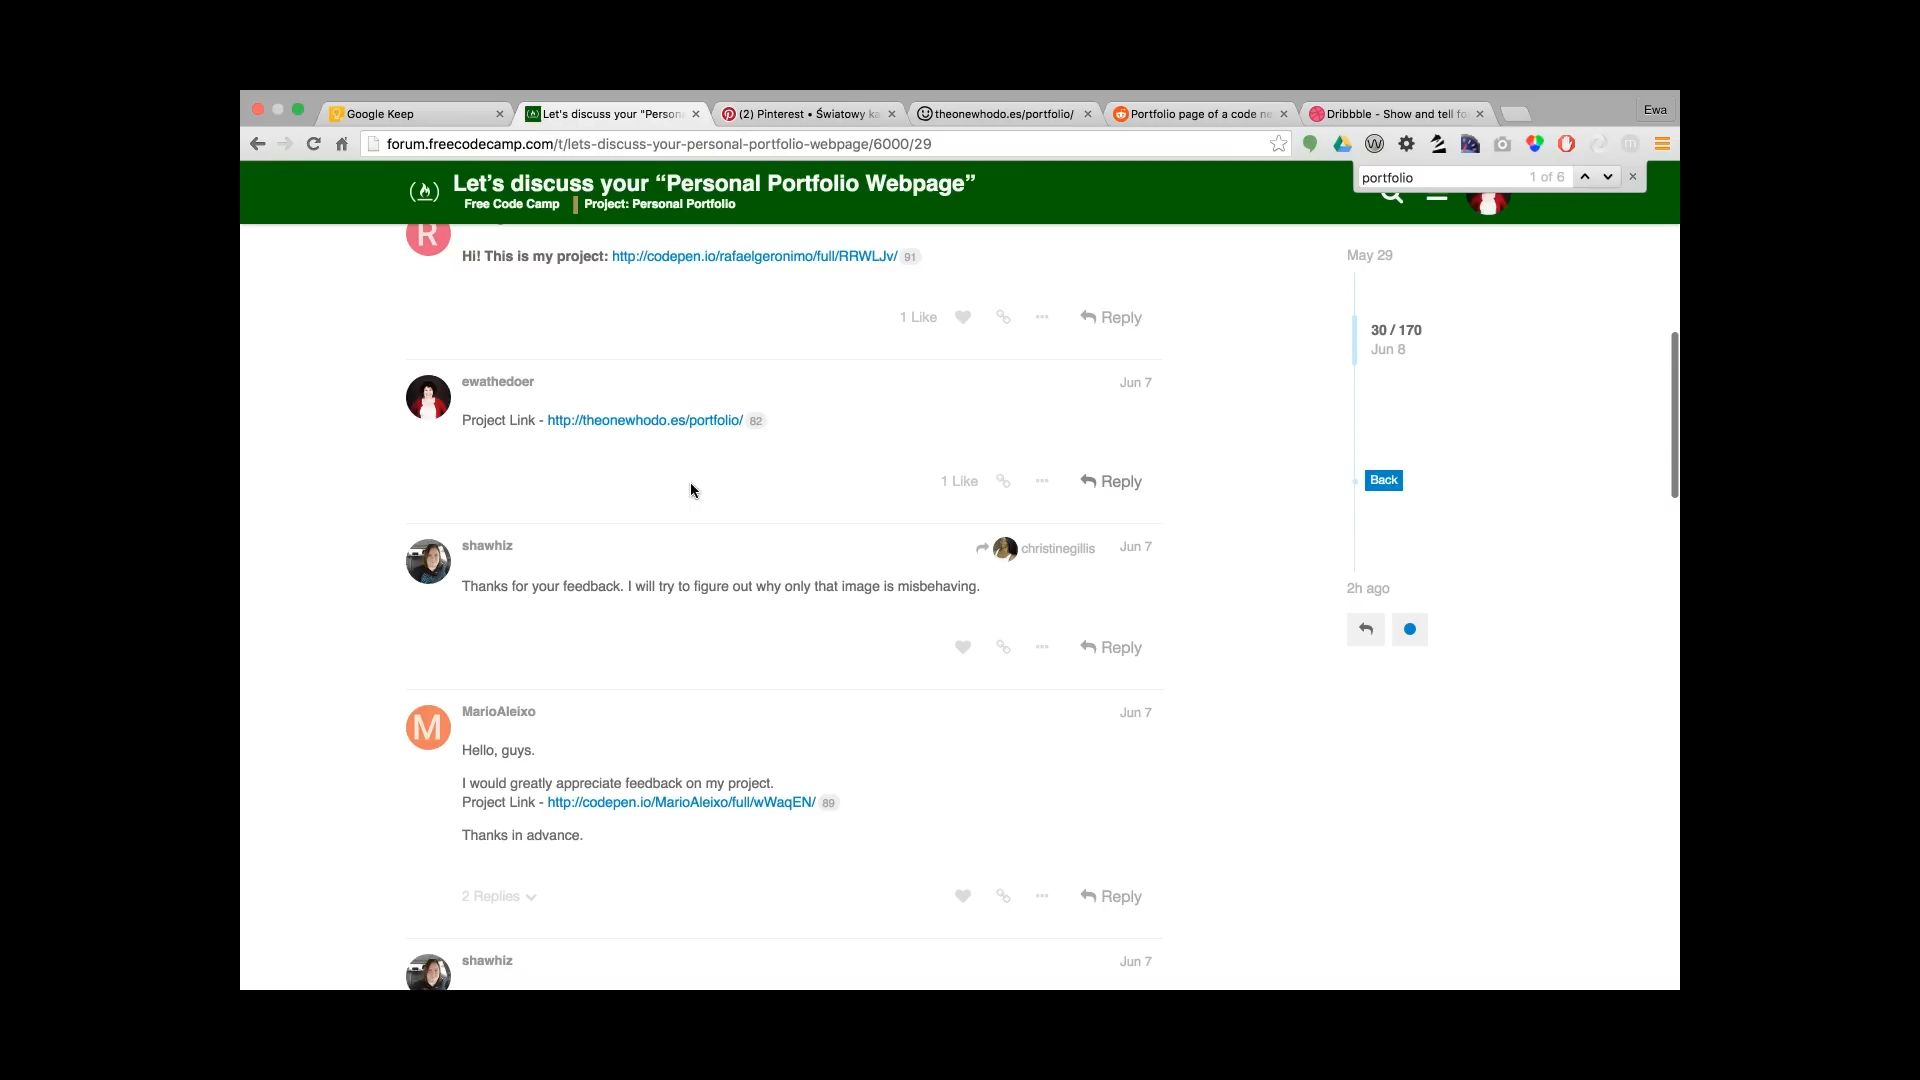 Google Keep
Let's discuss your "Person
(2) Pinterest • Światowy ka
theonewhodo.es/portfolio/
Portfolio page of a code ne
Dribbble - Show and tell fo
Ewa
forum.freecodecamp.com/t/lets-discuss-your-personal-portfolio-webpage/6000/29
portfolio 1 of 6
Let's discuss your “Personal Portfolio Webpage”
Free Code Camp Project: Personal Portfolio
R
Hi! This is my project: http://codepen.io/rafaelgeronimo/full/RRWLJv/ 91
May 29
1 Like Reply
30 / 170
Jun 8
ewathedoer Jun 7
Project Link - http://theonewhodo.es/portfolio/ 82
1 Like Reply
Back
shawhiz christinegillis Jun 7
Thanks for your feedback. I will try to figure out why only that image is misbehaving.
2h ago
Reply
M
MarioAleixo Jun 7
Hello, guys.
I would greatly appreciate feedback on my project.
Project Link - http://codepen.io/MarioAleixo/full/wWaqEN/ 89
Thanks in advance.
2 Replies Reply
shawhiz Jun 7